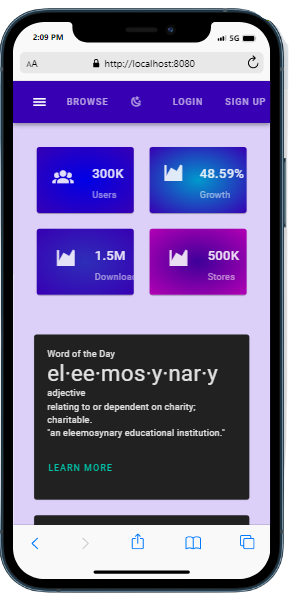 2:09 PM 5G
AA http://localhost:8080
BROWSE LOGIN SIGN UP
300K
Users
48.59%
Growth
1.5M
Downloa
500K
Stores
Word of the Day
el·ee·mos·y·nar·y
adjective
relating to or dependent on charity;
charitable.
"an eleemosynary educational institution."
LEARN MORE